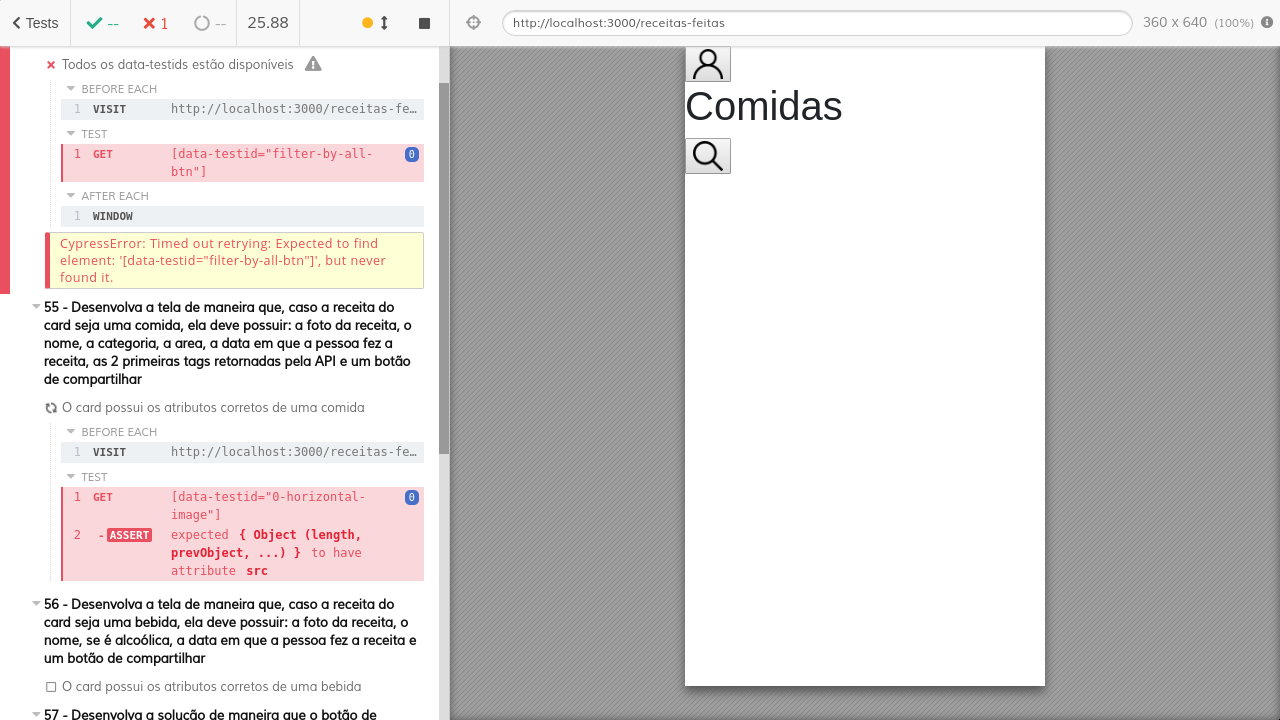 Tests
--
1
--
25.88
http://localhost:3000/receitas-feitas
360 x 640 (100%)
Todos os data-testids estão disponíveis
BEFORE EACH
1 VISIT http://localhost:3000/receitas-fe…
TEST
1 GET [data-testid="filter-by-all-
btn"]
0
AFTER EACH
1 WINDOW
CypressError: Timed out retrying: Expected to find
element: '[data-testid="filter-by-all-btn"]', but never
found it.
55 - Desenvolva a tela de maneira que, caso a receita do
card seja uma comida, ela deve possuir: a foto da receita, o
nome, a categoria, a area, a data em que a pessoa fez a
receita, as 2 primeiras tags retornadas pela API e um botão
de compartilhar
O card possui os atributos corretos de uma comida
BEFORE EACH
1 VISIT http://localhost:3000/receitas-fe…
TEST
1 GET [data-testid="0-horizontal-
image"]
0
2 -ASSERT expected { Object (length,
prevObject, ...) } to have
attribute src
56 - Desenvolva a tela de maneira que, caso a receita do
card seja uma bebida, ela deve possuir: a foto da receita, o
nome, se é alcoólica, a data em que a pessoa fez a receita e
um botão de compartilhar
O card possui os atributos corretos de uma bebida
57 - Desenvolva a solução de maneira que o botão de
Comidas